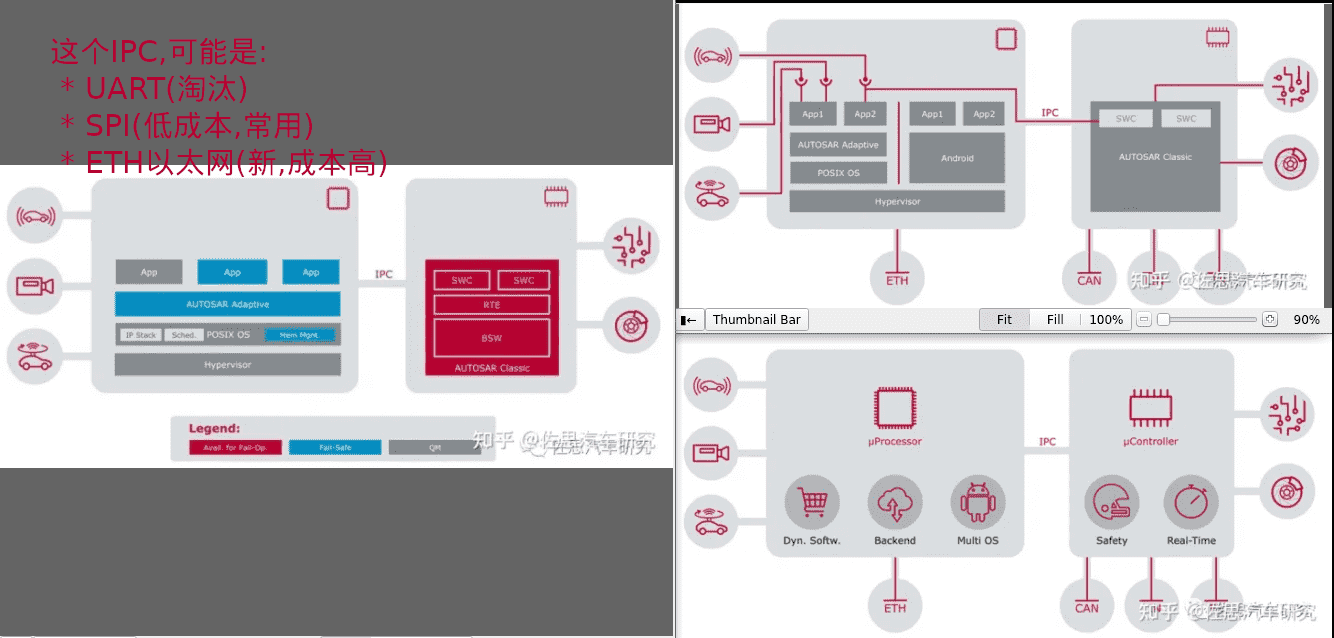 这个IPC,可能是:
* UART(淘汰)
* SPI(低成本,常用)
* ETH以太网(新,成本高)
App
App
App
AUTOSAR Adaptive
IP Stack
Sched.
POSIX OS
Mem Mgnt.
Hypervisor
IPC
SWC
SWC
RTE
BSW
AUTOSAR Classic
Legend:
Avail. for Fail-Op.
Fail-Safe
QM
知乎 @佐思汽车研究
App1
App2
App1
App2
AUTOSAR Adaptive
POSIX OS
Android
Hypervisor
IPC
SWC
SWC
AUTOSAR Classic
ETH
CAN
知乎 @佐思汽车研究
Thumbnail Bar
Fit
Fill
100%
90%
µProcessor
IPC
µController
Dyn. Softw.
Backend
Multi OS
Safety
Real-Time
ETH
CAN
知乎 @佐思汽车研究